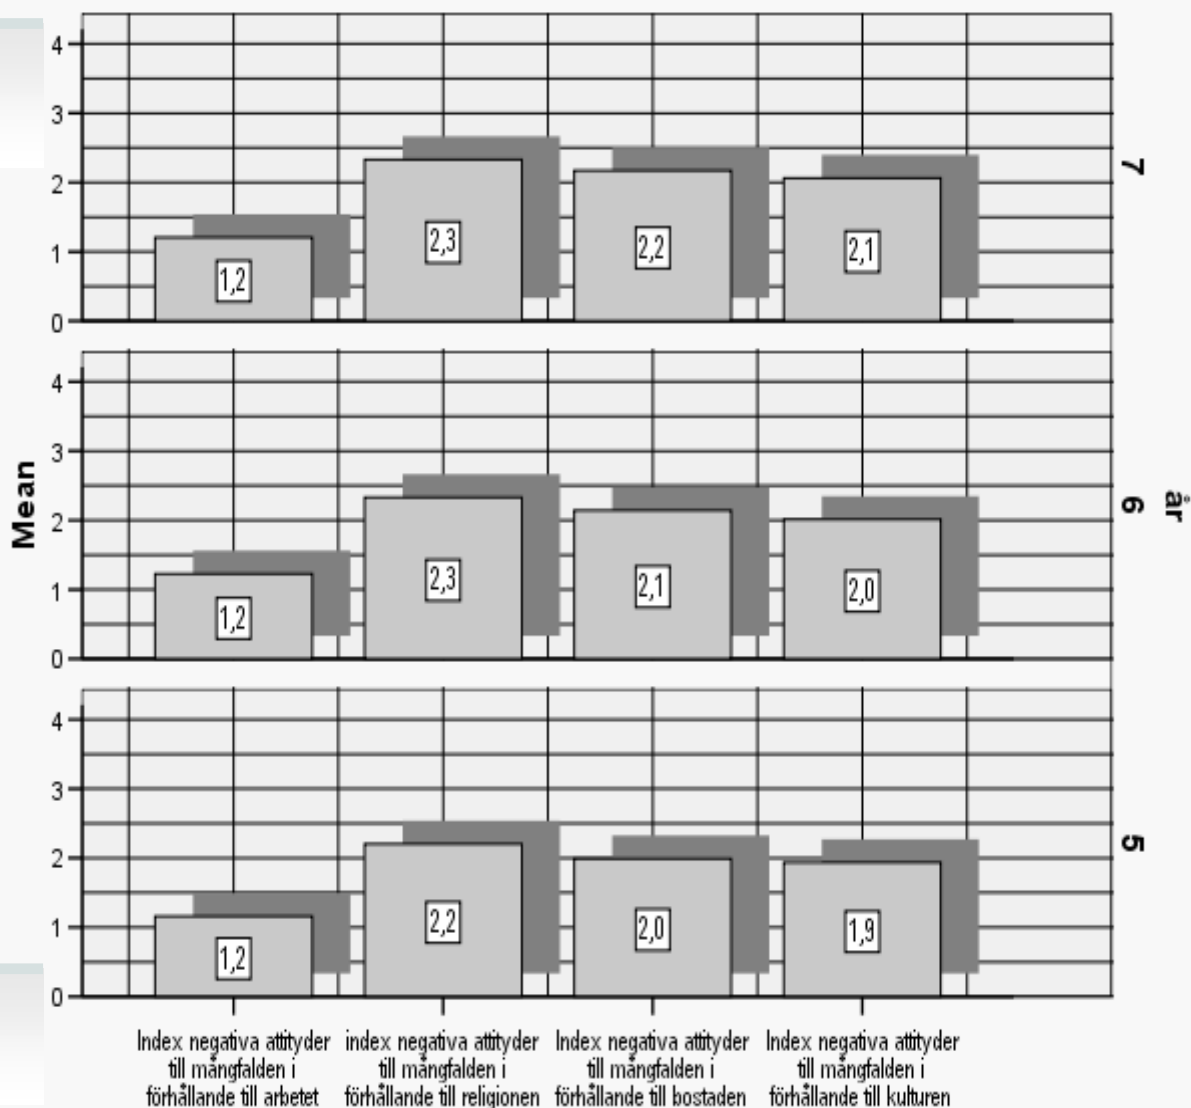 4
3
2
1
0
1,2
2,3
2,2
2,1
7
4
3
2
1
0
1,2
2,3
2,1
2,0
6
4
3
2
1
0
1,2
2,2
2,0
1,9
5
Mean
år
Index negativa attityder
till mångfalden i
förhållande till arbetet
index negativa attityder
till mångfalden i
förhållande till religionen
Index negativa attityder
till mångfalden i
förhållande till bostaden
Index negativa attityder
till mångfalden i
förhållande till kulturen